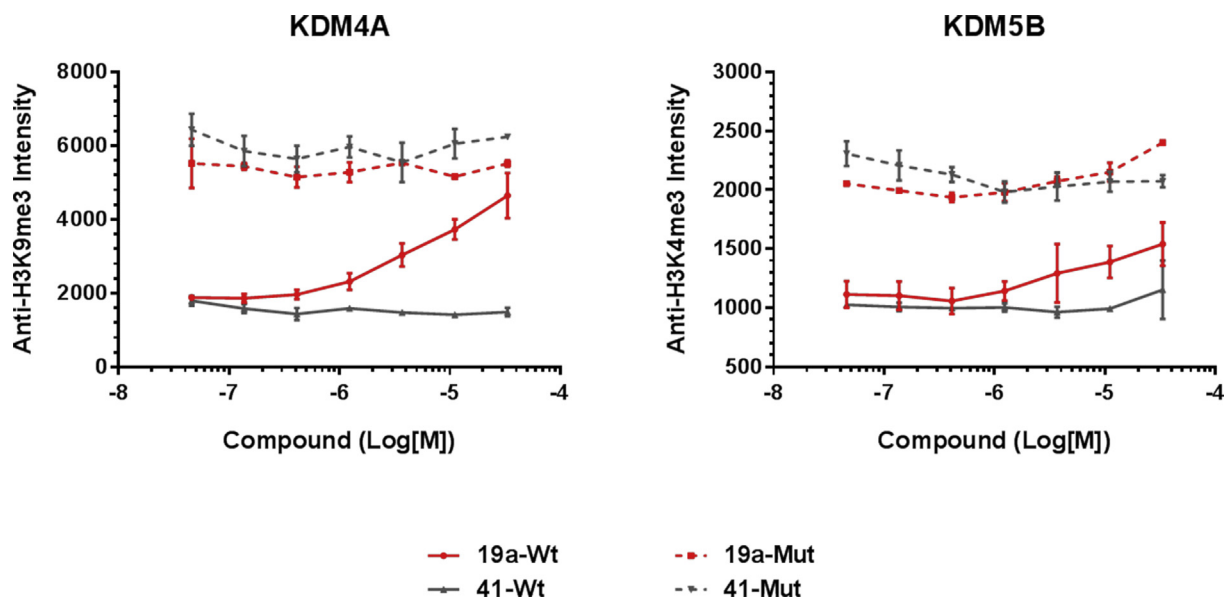 KDM4A
Anti-H3K9me3 Intensity
8000
6000
4000
2000
0
-8 -7 -6 -5 -4
Compound (Log[M])
KDM5B
Anti-H3K4me3 Intensity
3000
2500
2000
1500
1000
500
-8 -7 -6 -5 -4
Compound (Log[M])
19a-Wt 19a-Mut
41-Wt 41-Mut